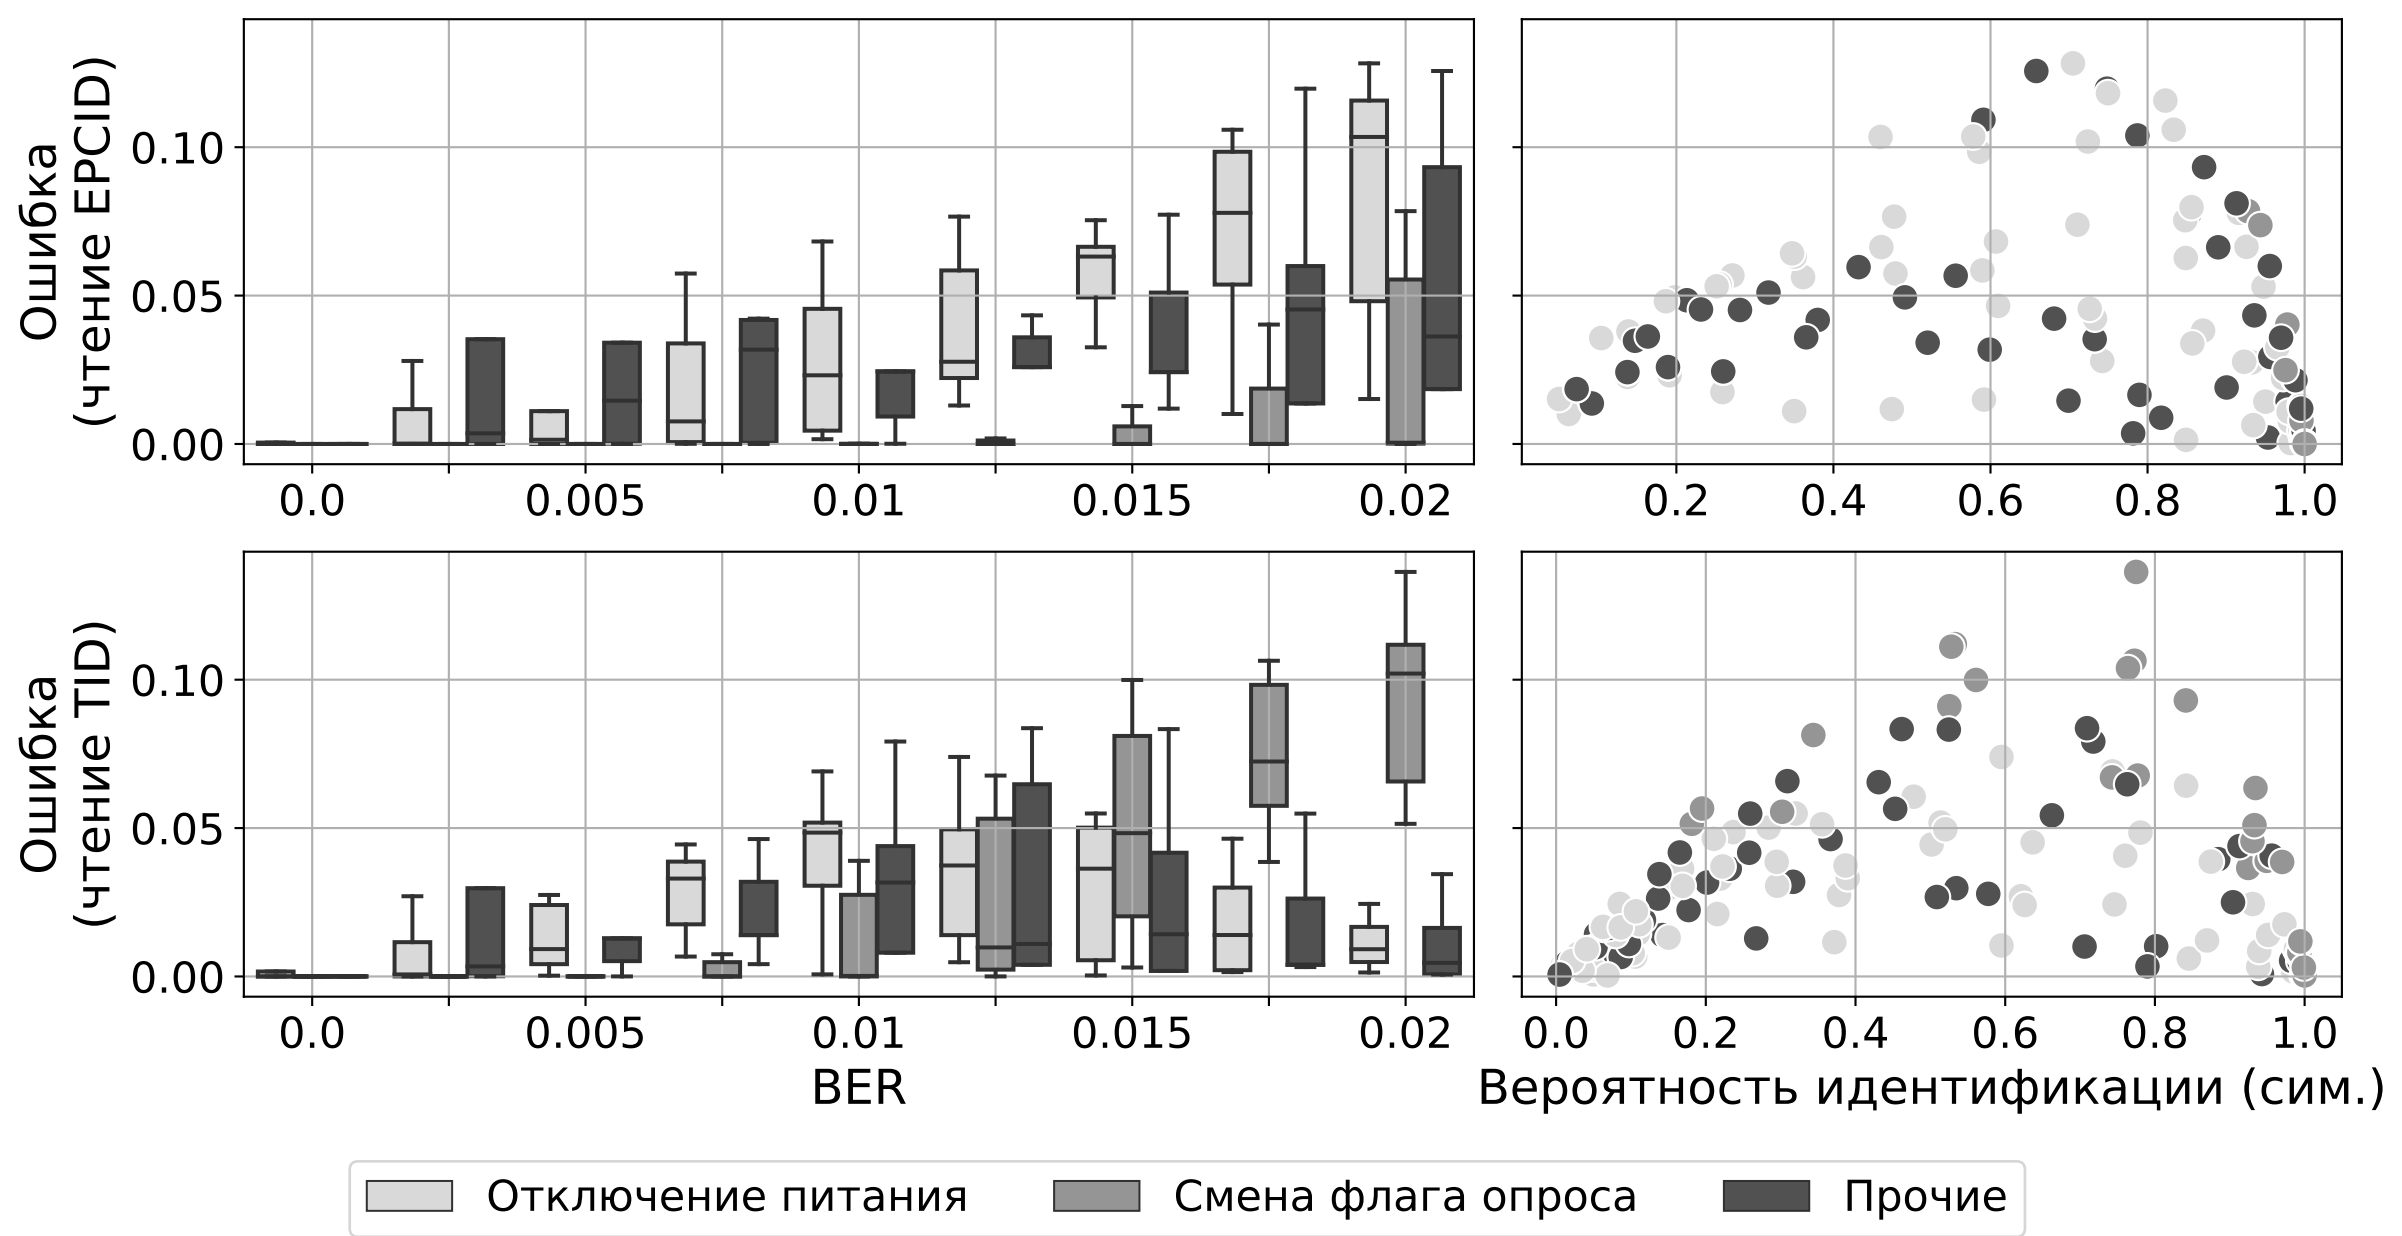 Ошибка
(чтение EPCID)
0.10
0.05
0.00
0.0 0.005 0.01 0.015 0.02
0.2 0.4 0.6 0.8 1.0
Ошибка
(чтение TID)
0.10
0.05
0.00
0.0 0.005 0.01 0.015 0.02
BER
0.0 0.2 0.4 0.6 0.8 1.0
Вероятность идентификации (сим.)
Отключение питания Смена флага опроса Прочие